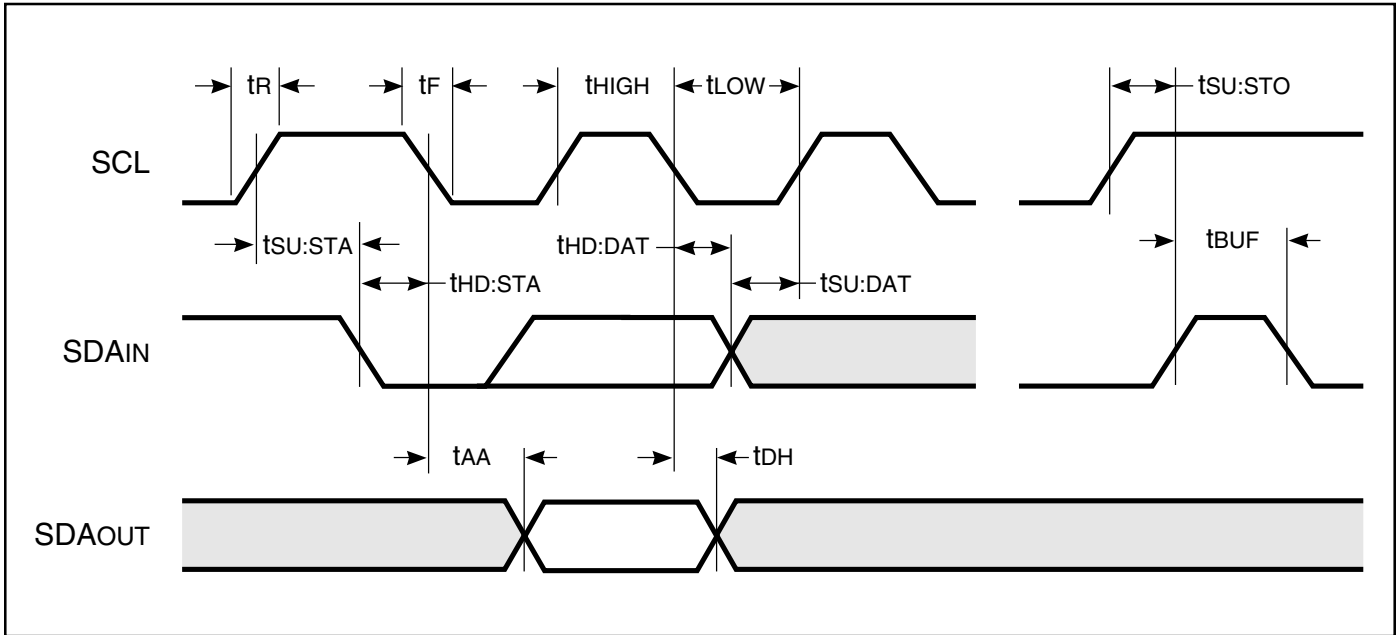 tR tF tHIGH tLOW tSU:STO
SCL
tSU:STA tHD:DAT tBUF
tHD:STA tSU:DAT
SDAIN
tAA tDH
SDAOUT